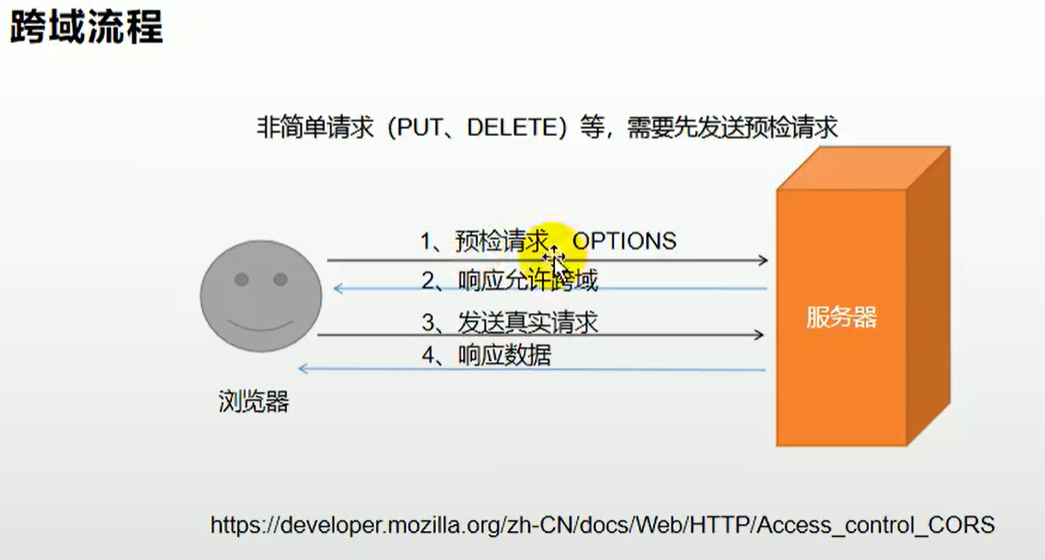 跨域流程
非简单请求（PUT、DELETE）等，需要先发送预检请求
1、预检请求，OPTIONS
2、响应允许跨域
3、发送真实请求
4、响应数据
服务器
浏览器
https://developer.mozilla.org/zh-CN/docs/Web/HTTP/Access_control_CORS